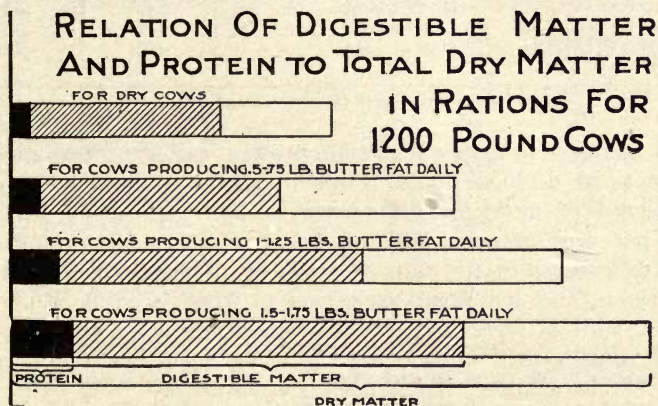 RELATION OF DIGESTIBLE MATTER
AND PROTEIN TO TOTAL DRY MATTER
IN RATIONS FOR
1200 POUND COWS
FOR DRY COWS
FOR COWS PRODUCING .5-75 LB. BUTTER FAT DAILY
FOR COWS PRODUCING 1-1.25 LBS. BUTTER FAT DAILY
FOR COWS PRODUCING 1.5-1.75 LBS. BUTTER FAT DAILY
PROTEIN DIGESTIBLE MATTER
DRY MATTER